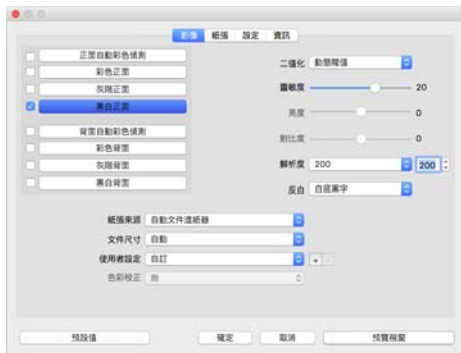 影像 紙張 設定 資訊
正面自動彩色偵測
彩色正面
灰階正面
黑白正面
背面自動彩色偵測
彩色背面
灰階背面
黑白背面
二值化 動態閥值
靈敏度 20
亮度 0
對比度 0
解析度 200 200
反白 白底黑字
紙張來源 自動文件進紙器
文件尺寸 自動
使用者設定 自訂 + -
色彩校正 無
預設值 確定 取消 預覽視窗